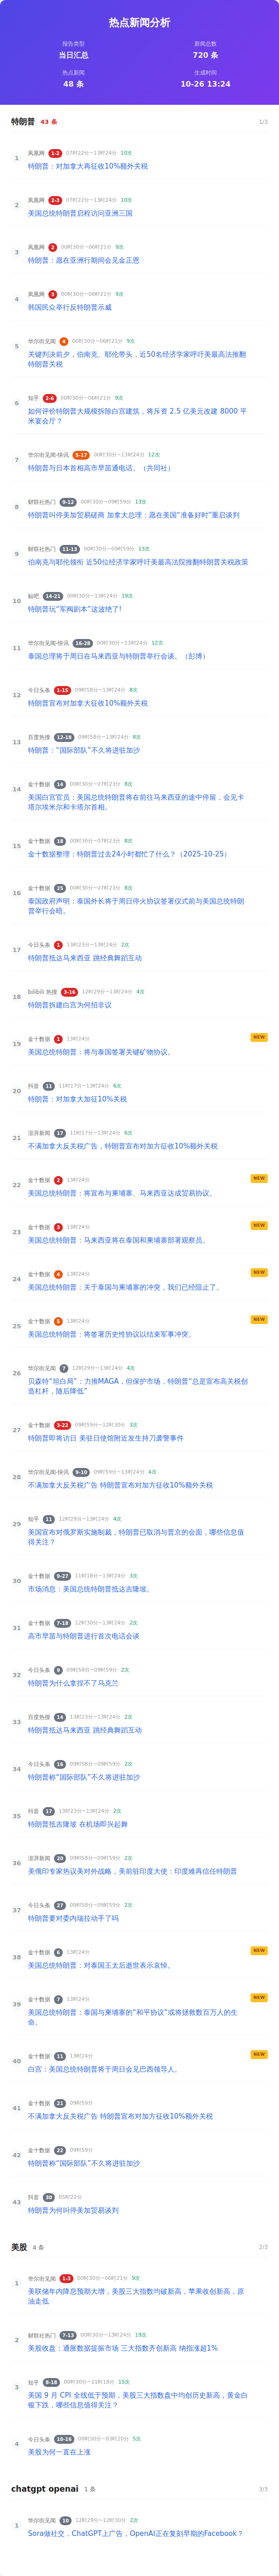 热点新闻分析
报告类型
当日汇总
新闻总数
720 条
热点新闻
48 条
生成时间
10-26 13:24
特朗普 43 条 1/3
1
凤凰网 1-2 07时22分~13时24分 10次
特朗普：对加拿大再征收10%额外关税
2
凤凰网 2-3 07时22分~13时24分 10次
美国总统特朗普启程访问亚洲三国
3
凤凰网 2 00时30分~06时21分 9次
特朗普：愿在亚洲行期间会见金正恩
4
凤凰网 3 00时30分~06时21分 9次
韩国民众举行反特朗普示威
5
华尔街见闻 4 00时30分~06时22分 9次
关键判决前夕，伯南克、耶伦带头，近50名经济学家呼吁美最高法推翻
特朗普关税
6
知乎 2-6 00时30分~06时21分 9次
如何评价特朗普大规模拆除白宫建筑，将斥资 2.5 亿美元改建 8000 平
米宴会厅？
7
华尔街见闻-快讯 5-17 00时30分~13时24分 12次
特朗普与日本首相高市早苗通电话。（共同社）
8
财联社热门 9-12 00时30分~09时59分 13次
特朗普叫停美加贸易磋商 加拿大总理：愿在美国“准备好时”重启谈判
9
财联社热门 11-13 00时30分~09时59分 13次
伯南克与耶伦领衔 近50位经济学家呼吁美最高法院推翻特朗普关税政策
10
贴吧 14-21 00时30分~13时24分 19次
特朗普玩“军阀剧本”这波绝了!
11
华尔街见闻-快讯 16-28 00时30分~13时24分 12次
泰国总理将于周日在马来西亚与特朗普举行会谈。（彭博）
12
今日头条 1-15 09时58分~13时24分 8次
特朗普宣布对加拿大征收10%额外关税
13
百度热搜 12-18 09时58分~13时24分 8次
特朗普：“国际部队”不久将进驻加沙
14
金十数据 14 00时30分~07时23分 8次
美国白宫官员：美国总统特朗普将在前往马来西亚的途中停留，会见卡
塔尔埃米尔和卡塔尔首相。
15
金十数据 18 00时30分~07时23分 8次
金十数据整理：特朗普过去24小时都忙了什么？（2025-10-25）
16
金十数据 25 00时30分~07时23分 8次
泰国政府声明：泰国外长将于周日停火协议签署仪式前与美国总统特朗
普举行会晤。
17
今日头条 1 13时23分~13时24分 2次
特朗普抵达马来西亚 跳经典舞蹈互动
18
bilibili 热搜 3-16 12时29分~13时24分 4次
特朗普拆建白宫为何招非议
19
金十数据 1 13时24分 NEW
美国总统特朗普：将与泰国签署关键矿物协议。
20
抖音 11 11时17分~13时24分 6次
特朗普：对加拿大加征10%关税
21
澎湃新闻 17 11时17分~13时24分 6次
不满加拿大反关税广告，特朗普宣布对加方征收10%额外关税
22
金十数据 2 13时24分 NEW
美国总统特朗普：将宣布与柬埔寨、马来西亚达成贸易协议。
23
金十数据 3 13时24分 NEW
美国总统特朗普：马来西亚将在泰国和柬埔寨部署观察员。
24
金十数据 4 13时24分 NEW
美国总统特朗普：关于泰国与柬埔寨的冲突，我们已经阻止了。
25
金十数据 5 13时24分 NEW
美国总统特朗普：将签署历史性协议以结束军事冲突。
26
华尔街见闻 7 12时29分~13时24分 4次
贝森特“坦白局”：力推MAGA，但保护市场，特朗普“总是宣布高关税创
造杠杆，随后降低”
27
金十数据 3-22 09时59分~12时30分 3次
特朗普即将访日 美驻日使馆附近发生持刀袭警事件
28
华尔街见闻-快讯 9-10 09时59分~13时24分 4次
不满加拿大反关税广告 特朗普宣布对加方征收10%额外关税
29
知乎 11 12时29分~13时24分 4次
美国宣布对俄罗斯实施制裁，特朗普已取消与普京的会面，哪些信息值
得关注？
30
金十数据 9-27 11时18分~13时24分 3次
市场消息：美国总统特朗普抵达吉隆坡。
31
金十数据 7-18 12时30分~13时24分 2次
高市早苗与特朗普进行首次电话会谈
32
今日头条 9 09时58分~09时59分 2次
特朗普为什么拿捏不了乌克兰
33
百度热搜 14 13时23分~13时24分 2次
特朗普抵达马来西亚 跳经典舞蹈互动
34
今日头条 16 09时58分~09时59分 2次
特朗普称“国际部队”不久将进驻加沙
35
抖音 17 13时23分~13时24分 2次
特朗普抵吉隆坡 在机场即兴起舞
36
澎湃新闻 20 09时58分~09时59分 2次
美俄印专家热议美对外战略，美前驻印度大使：印度难再信任特朗普
37
今日头条 27 09时58分~09时59分 2次
特朗普要对委内瑞拉动手了吗
38
金十数据 6 13时24分 NEW
美国总统特朗普：对泰国王太后逝世表示哀悼。
39
金十数据 7 13时24分 NEW
美国总统特朗普：泰国与柬埔寨的“和平协议”或将拯救数百万人的生
命。
40
金十数据 11 13时24分 NEW
白宫：美国总统特朗普将于周日会见巴西领导人。
41
金十数据 21 09时59分
不满加拿大反关税广告 特朗普宣布对加方征收10%额外关税
42
金十数据 22 09时59分
特朗普称“国际部队”不久将进驻加沙
43
抖音 30 05时22分
特朗普为何叫停美加贸易谈判
美股 4 条 2/3
1
华尔街见闻 1-3 00时30分~06时21分 9次
美联储年内降息预期大增，美股三大指数均破新高，苹果收创新高，原
油走低
2
财联社热门 7-13 00时30分~13时24分 19次
美股收盘：通胀数据提振市场 三大指数齐创新高 纳指涨超1%
3
知乎 8-18 00时30分~11时18分 15次
美国 9 月 CPI 全线低于预期，美股三大指数盘中均创历史新高，黄金白
银下跌，哪些信息值得关注？
4
今日头条 10-16 00时30分~03时20分 5次
美股为何一直在上涨
chatgpt openai 1 条 3/3
1
华尔街见闻 10 12时29分~12时30分 2次
Sora做社交，ChatGPT上广告，OpenAI正在复刻早期的Facebook？